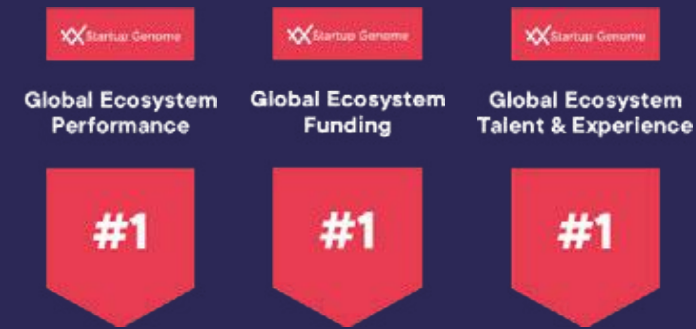 Startup Genome
Global Ecosystem
Performance
#1
Startup Genome
Global Ecosystem
Funding
#1
Startup Genome
Global Ecosystem
Talent & Experience
#1